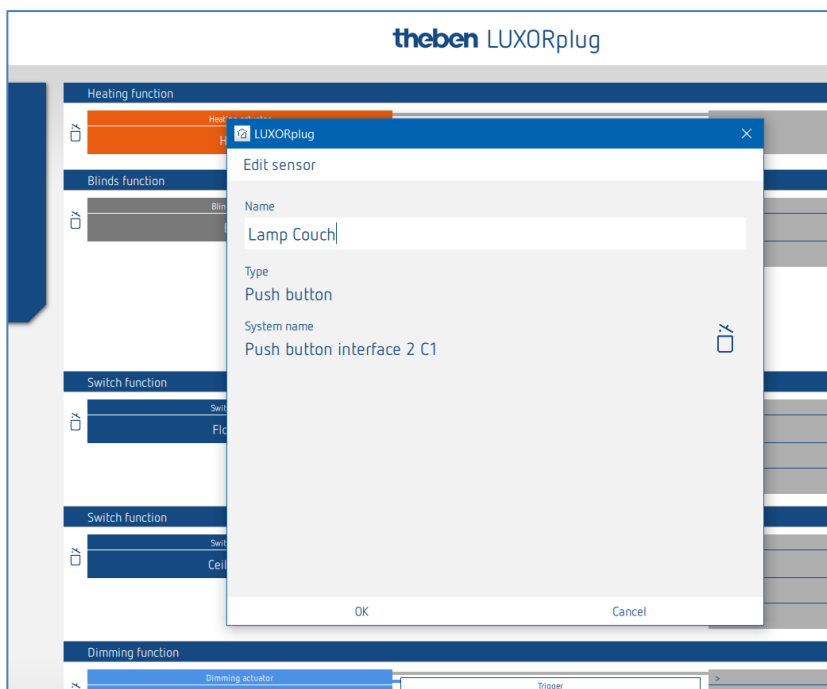 theben LUXORplug
Heating function
LUXORplug
Edit sensor
Blinds function
Name
Lamp Couch
Type
Push button
System name
Push button interface 2 C1
Switch function
Switch function
OK
Cancel
Dimming function
Dimming actuator
Trigger
>